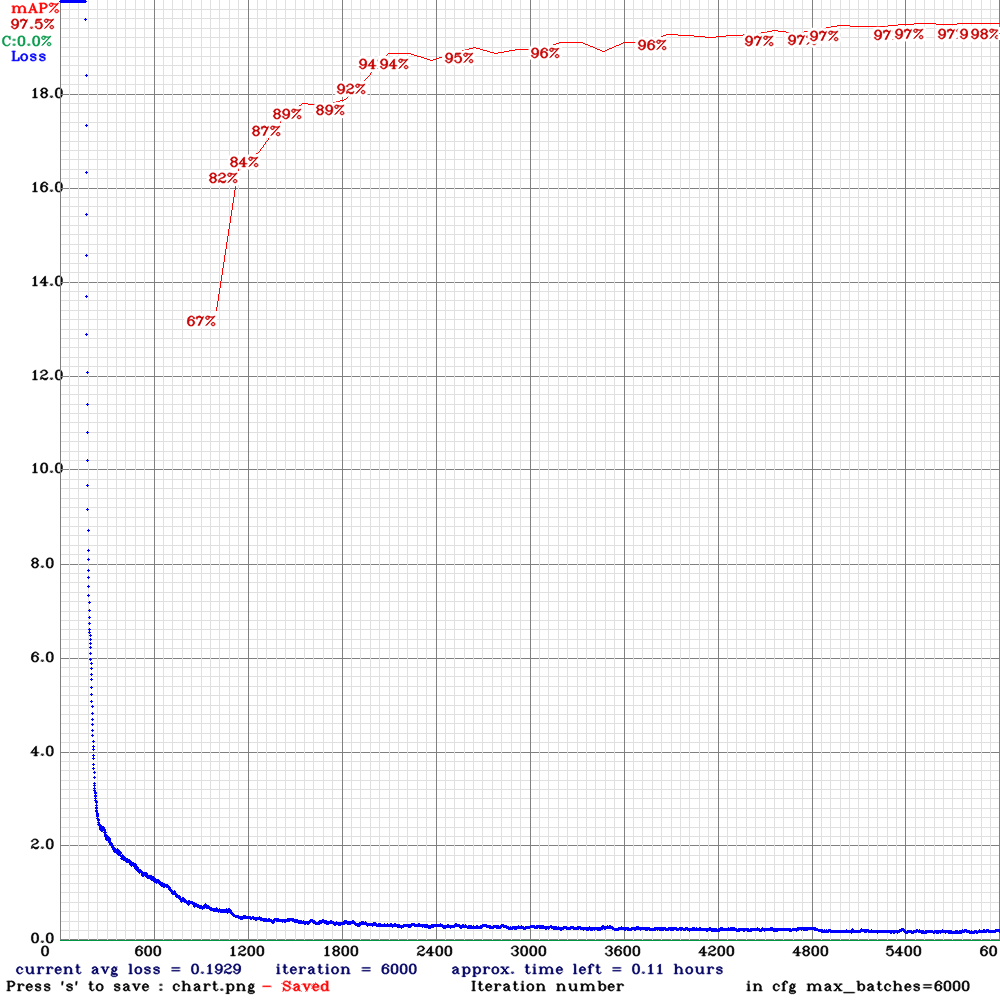 mAP%
97.5%
C:0.0%
Loss
97% 97% 97% 97% 98%
96% 96% 97% 97%
94% 94% 95%
92%
18.0
89% 89%
87%
84%
82%
16.0
14.0
67%
12.0
10.0
8.0
6.0
4.0
2.0
0.0
0 600 1200 1800 2400 3000 3600 4200 4800 5400 60
current avg loss = 0.1929 iteration = 6000 approx. time left = 0.11 hours
Press 's' to save : chart.png - Saved Iteration number in cfg max_batches=6000